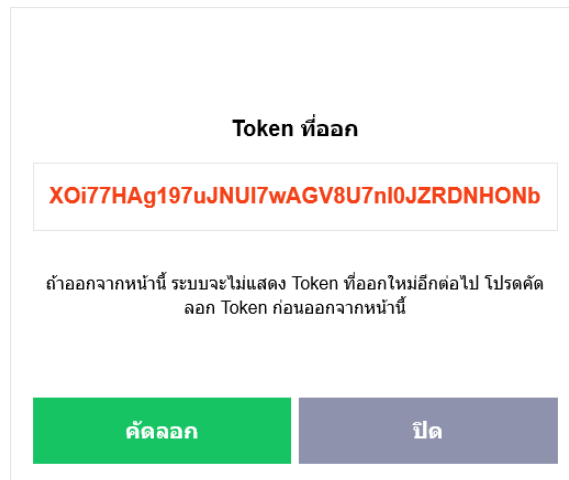 Token ที่ออก
XOi77HAg197uJNUI7wAGV8U7nI0JZRDNHONb
ถ้าออกจากหน้านี้ ระบบจะไม่แสดง Token ที่ออกใหม่อีกต่อไป โปรดคัด
ลอก Token ก่อนออกจากหน้านี้
คัดลอก
ปิด